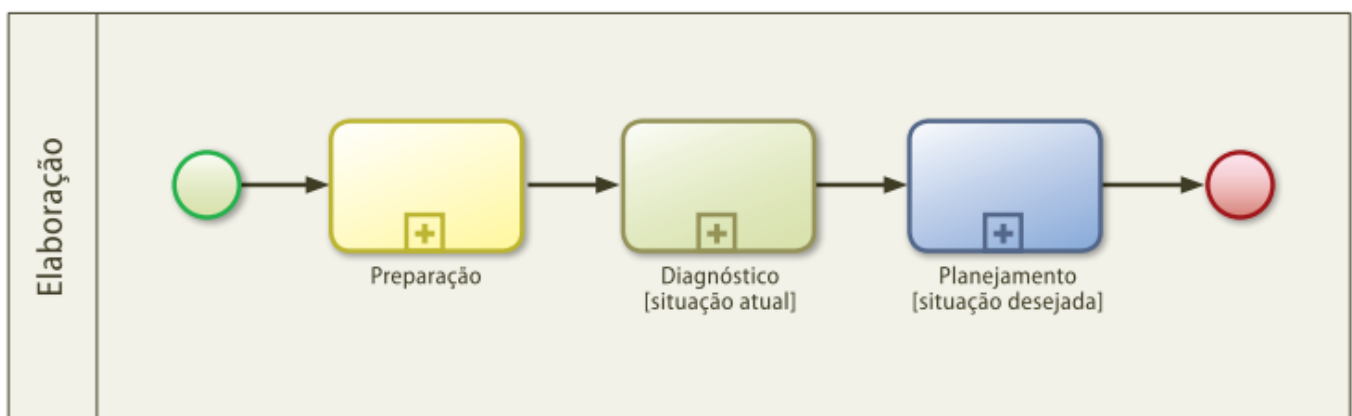 Elaboração
Preparação
Diagnóstico
[situação atual]
Planejamento
[situação desejada]